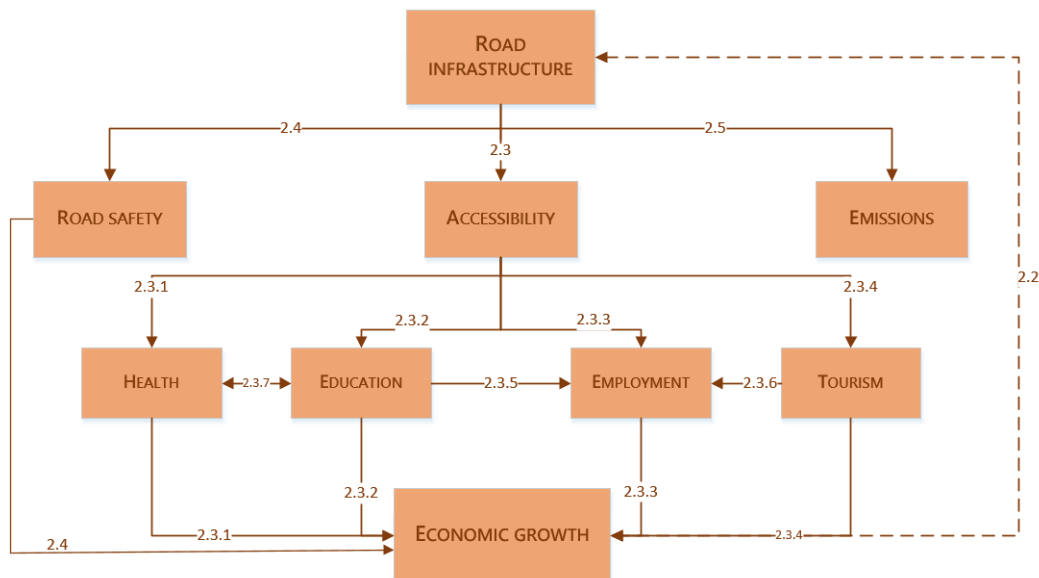 ROAD
INFRASTRUCTURE
2.4
2.5
2.3
ROAD SAFETY
ACCESSIBILITY
EMISSIONS
2.2
2.3.1
2.3.4
2.3.2
2.3.3
HEALTH
2.3.7
EDUCATION
2.3.5
EMPLOYMENT
2.3.6
TOURISM
2.3.2
2.3.3
2.3.1
ECONOMIC GROWTH
2.3.4
2.4